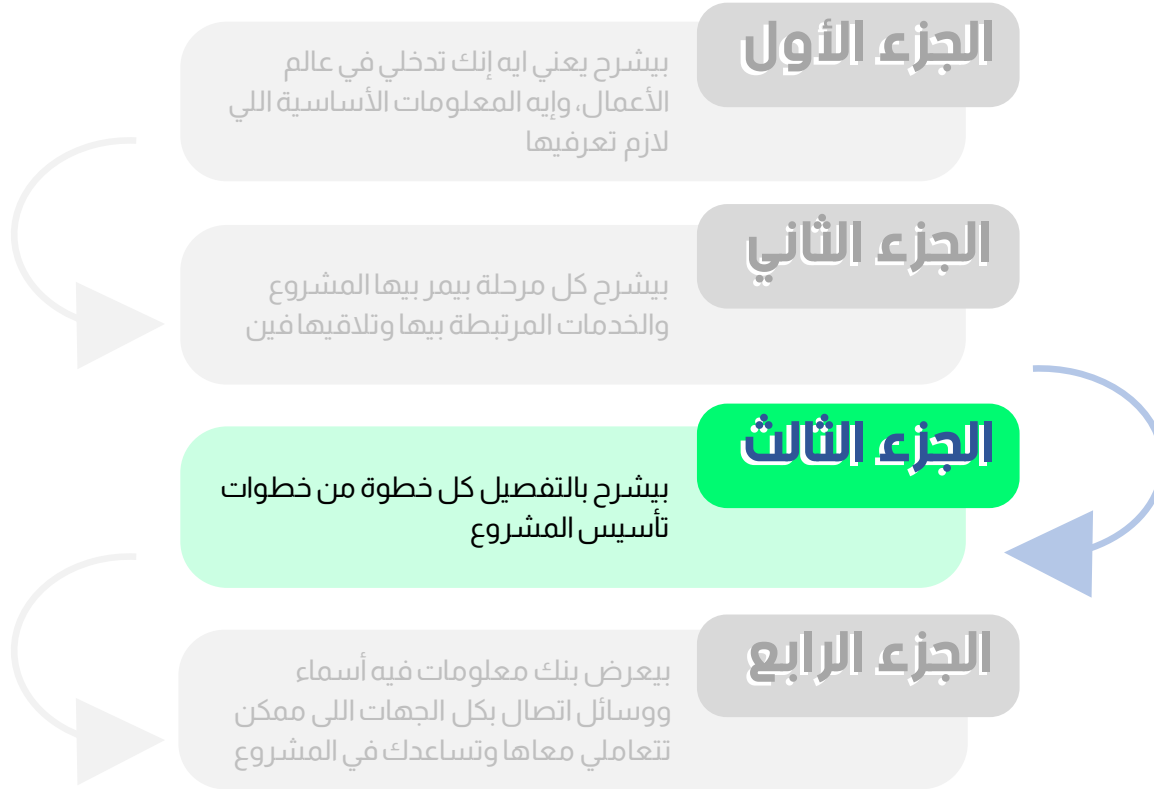 الجزء الأول
بيشرح يعني ايه إنك تدخلي في عالم
الأعمال، وإيه المعلومات الأساسية اللي
لازم تعرفيها
الجزء الثاني
بيشرح كل مرحلة بيمر بيها المشروع
والخدمات المرتبطة بيها وتلاقيها فين
الجزء الثالث
بيشرح بالتفصيل كل خطوة من خطوات
تأسيس المشروع
الجزء الرابع
بيعرض بنك معلومات فيه أسماء
ووسائل اتصال بكل الجهات اللى ممكن
تتعاملي معاها وتساعدك في المشروع